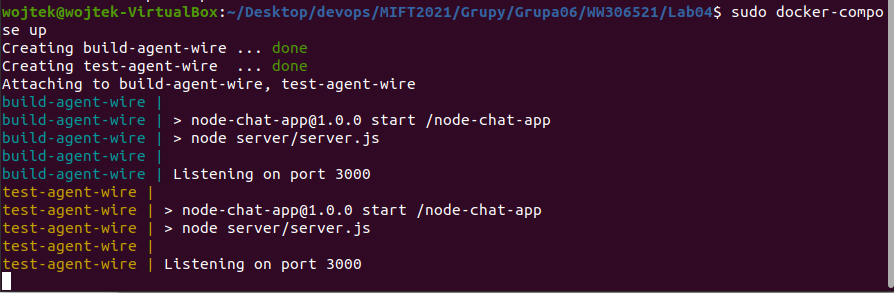 wojtek@wojtek-VirtualBox:~/Desktop/devops/MIFT2021/Grupy/Grupa06/WW306521/Lab04$ sudo docker-compo
se up
Creating build-agent-wire ... done
Creating test-agent-wire  ... done
Attaching to build-agent-wire, test-agent-wire
build-agent-wire |
build-agent-wire | > node-chat-app@1.0.0 start /node-chat-app
build-agent-wire | > node server/server.js
build-agent-wire |
build-agent-wire | Listening on port 3000
test-agent-wire |
test-agent-wire | > node-chat-app@1.0.0 start /node-chat-app
test-agent-wire | > node server/server.js
test-agent-wire |
test-agent-wire | Listening on port 3000